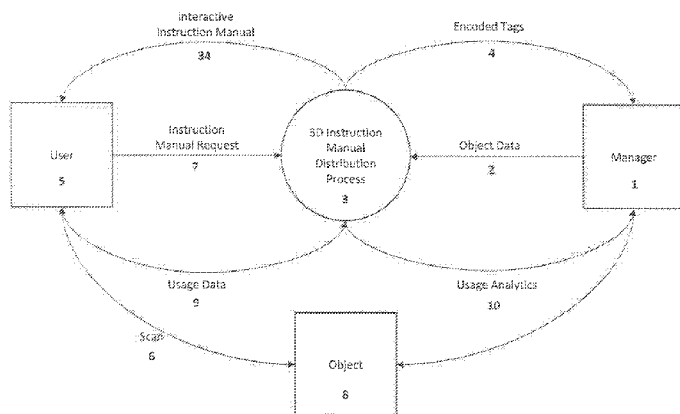 Interactive
Instruction Manual
34
Encoded Tags
4
User
5
Instruction
Manual Request
7
3D Instruction
Manual
Distribution
Process
3
Object Data
2
Manager
1
Usage Data
9
Usage Analytics
10
Scan
6
Object
8